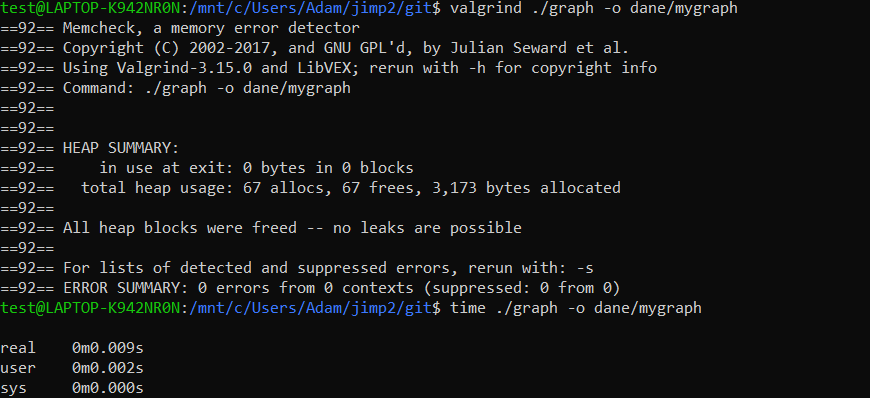 test@LAPTOP-K942NR0N:/mnt/c/Users/Adam/jimp2/git$ valgrind ./graph -o dane/mygraph
==92== Memcheck, a memory error detector
==92== Copyright (C) 2002-2017, and GNU GPL'd, by Julian Seward et al.
==92== Using Valgrind-3.15.0 and LibVEX; rerun with -h for copyright info
==92== Command: ./graph -o dane/mygraph
==92==
==92==
==92== HEAP SUMMARY:
==92==     in use at exit: 0 bytes in 0 blocks
==92==   total heap usage: 67 allocs, 67 frees, 3,173 bytes allocated
==92==
==92== All heap blocks were freed -- no leaks are possible
==92==
==92== For lists of detected and suppressed errors, rerun with: -s
==92== ERROR SUMMARY: 0 errors from 0 contexts (suppressed: 0 from 0)
test@LAPTOP-K942NR0N:/mnt/c/Users/Adam/jimp2/git$ time ./graph -o dane/mygraph
real    0m0.009s
user    0m0.002s
sys     0m0.000s